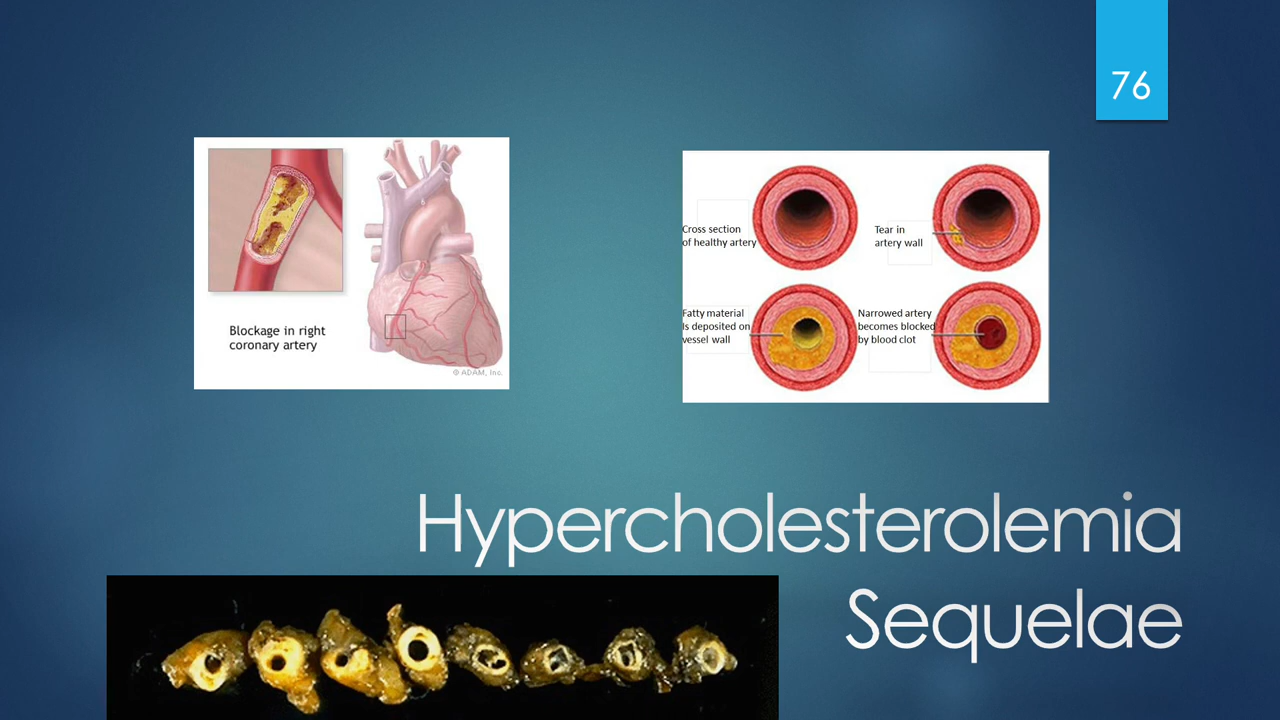 76
Blockage in right
coronary artery
© ADAM, Inc.
Cross section
of healthy artery
Tear in
artery wall
Fatty material
Is deposited on
vessel wall
Narrowed artery
becomes blocked
by blood clot
Hypercholesterolemia
Sequelae